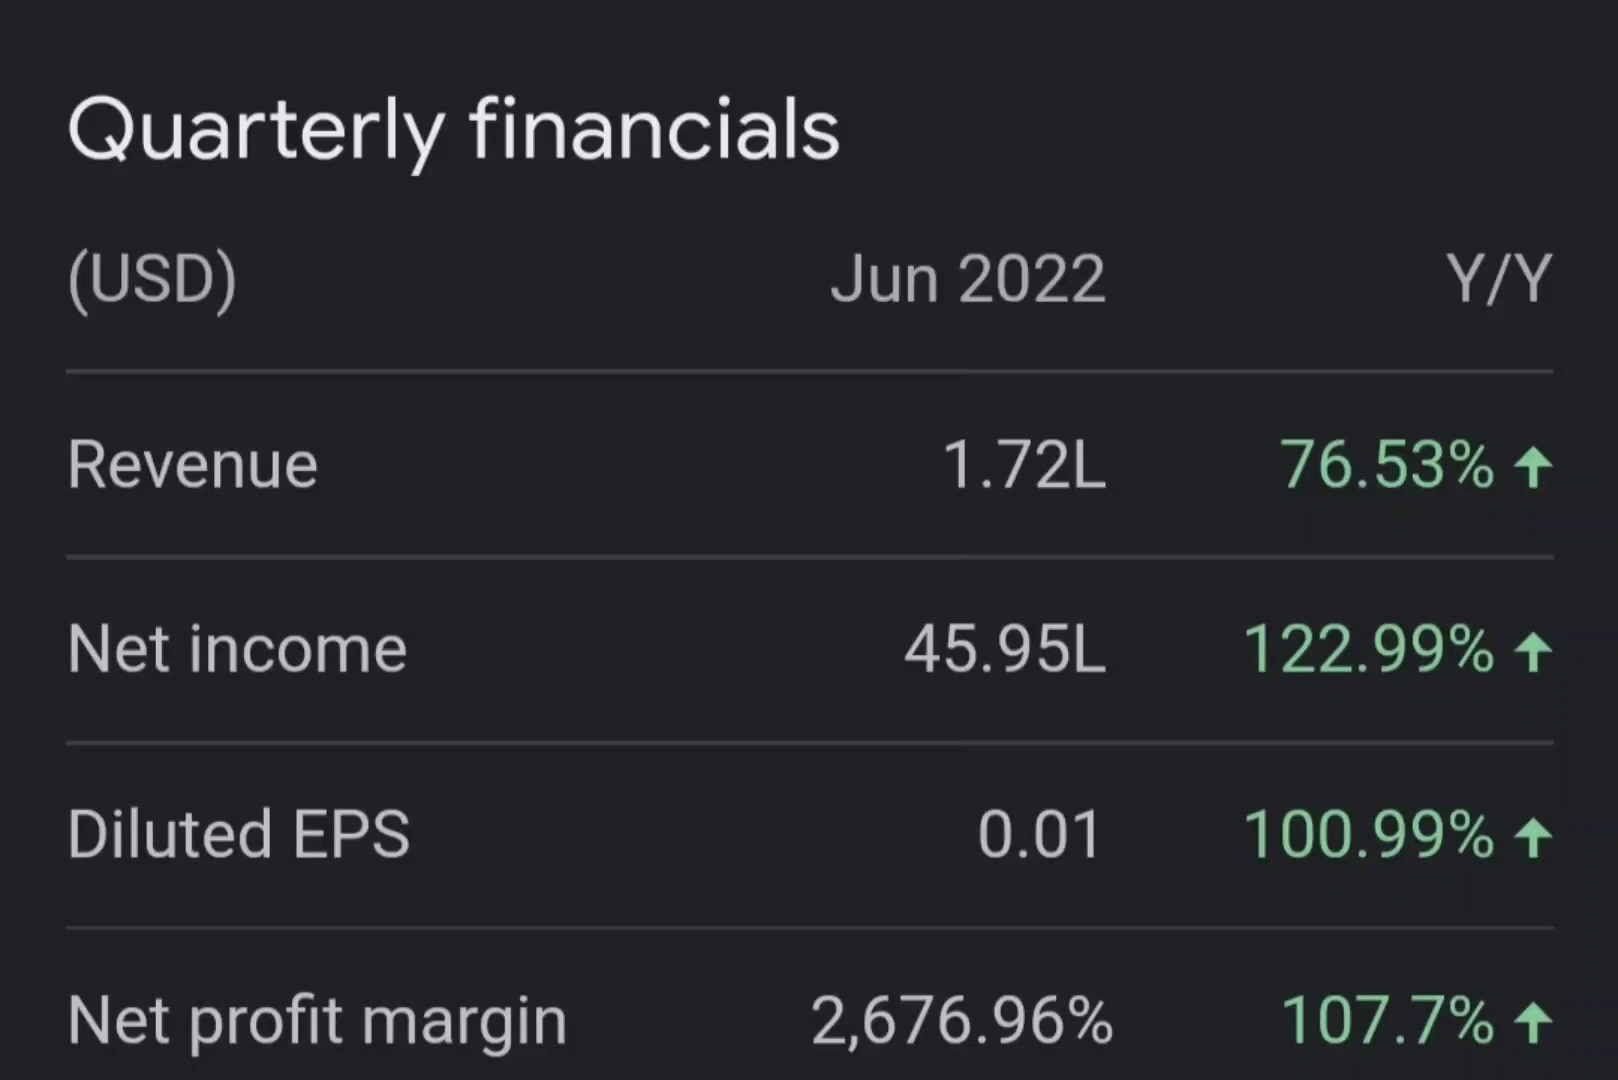 Quarterly financials
(USD) Jun 2022 Y/Y
Revenue 1.72L 76.53% ↑
Net income 45.95L 122.99% ↑
Diluted EPS 0.01 100.99% ↑
Net profit margin 2,676.96% 107.7% ↑